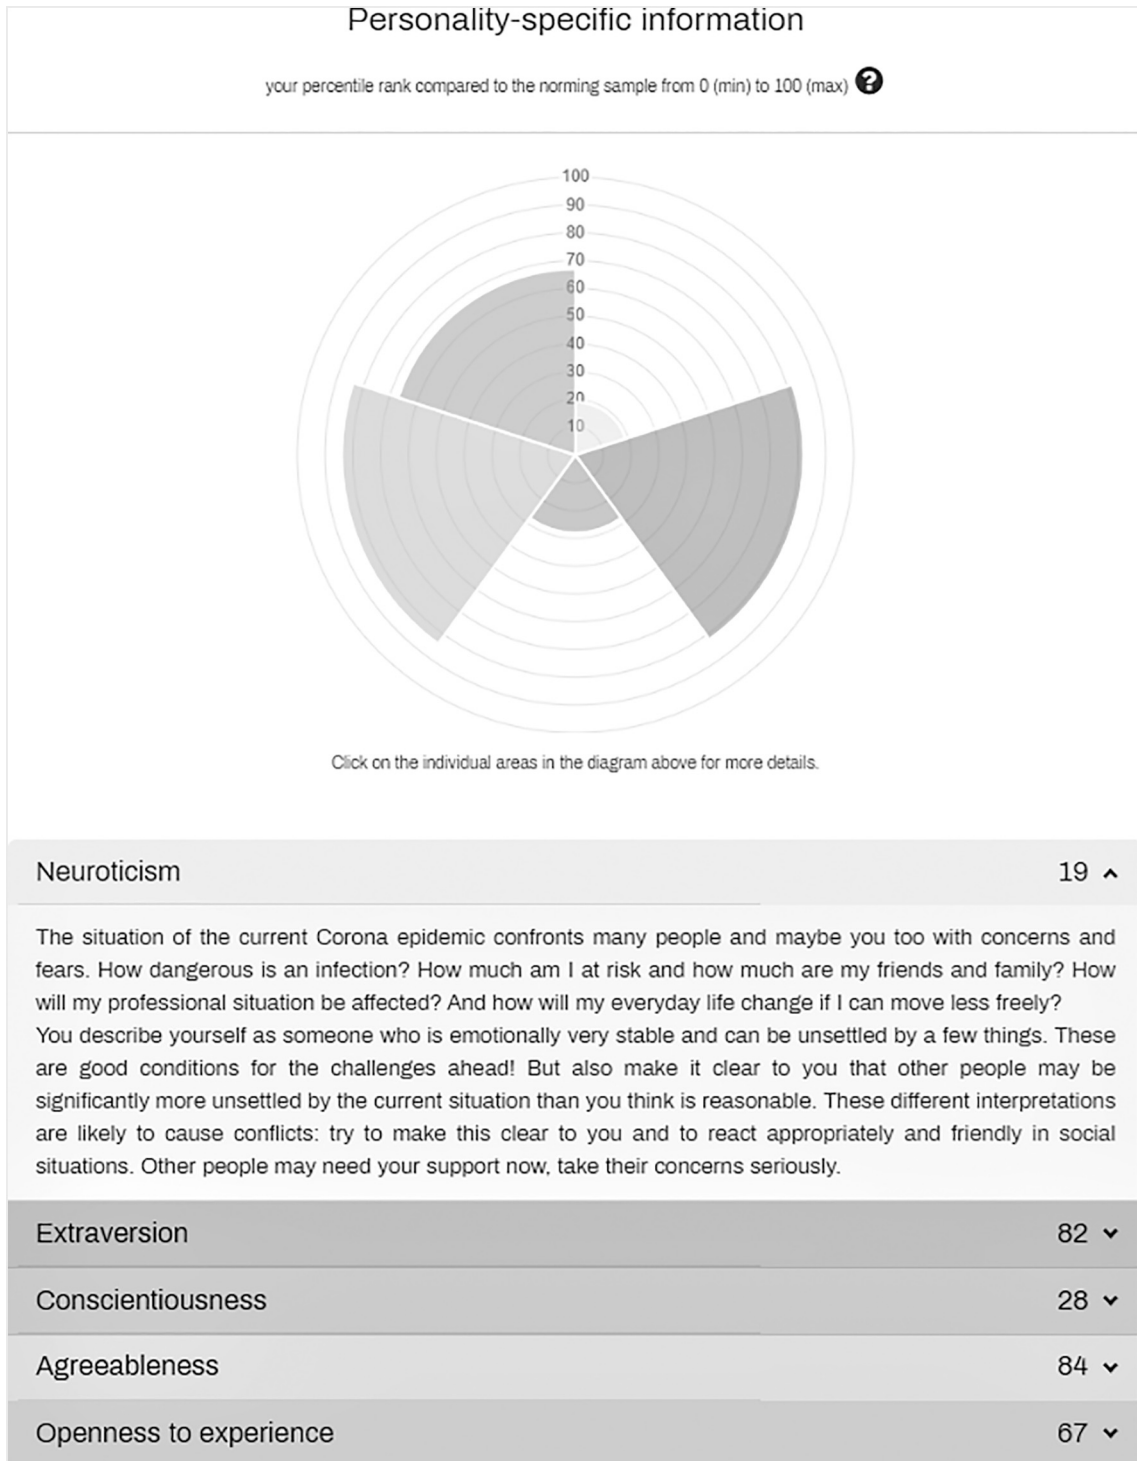 Personality-specific information
your percentile rank compared to the norming sample from 0 (min) to 100 (max) ?
100
90
80
70
60
50
40
30
20
10
Click on the individual areas in the diagram above for more details.
Neuroticism 19
The situation of the current Corona epidemic confronts many people and maybe you too with concerns and
fears. How dangerous is an infection? How much am I at risk and how much are my friends and family? How
will my professional situation be affected? And how will my everyday life change if I can move less freely?
You describe yourself as someone who is emotionally very stable and can be unsettled by a few things. These
are good conditions for the challenges ahead! But also make it clear to you that other people may be
significantly more unsettled by the current situation than you think is reasonable. These different interpretations
are likely to cause conflicts: try to make this clear to you and to react appropriately and friendly in social
situations. Other people may need your support now, take their concerns seriously.
Extraversion 82
Conscientiousness 28
Agreeableness 84
Openness to experience 67